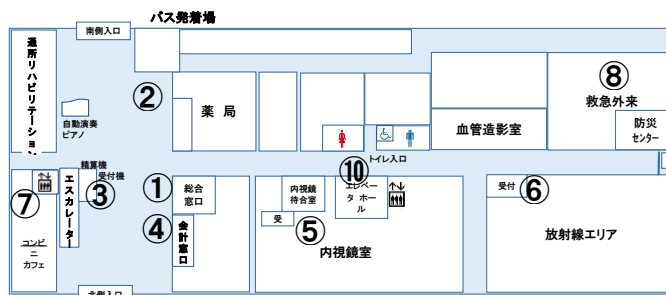 バス発着場
南側入口
通所リハビリテーション
自動演奏
ピアノ
②
薬 局
血管造影室
⑧
救急外来
防災
センター
トイレ入口
精算機
受付機
③
エスカレーター
⑦
コンビ
ニ
カフェ
①
総合
窓口
④
会計窓口
内視鏡
待合室
受
⑤
内視鏡室
⑩
エレベー
タ ホー
ル
受付
⑥
放射線エリア
北側入口